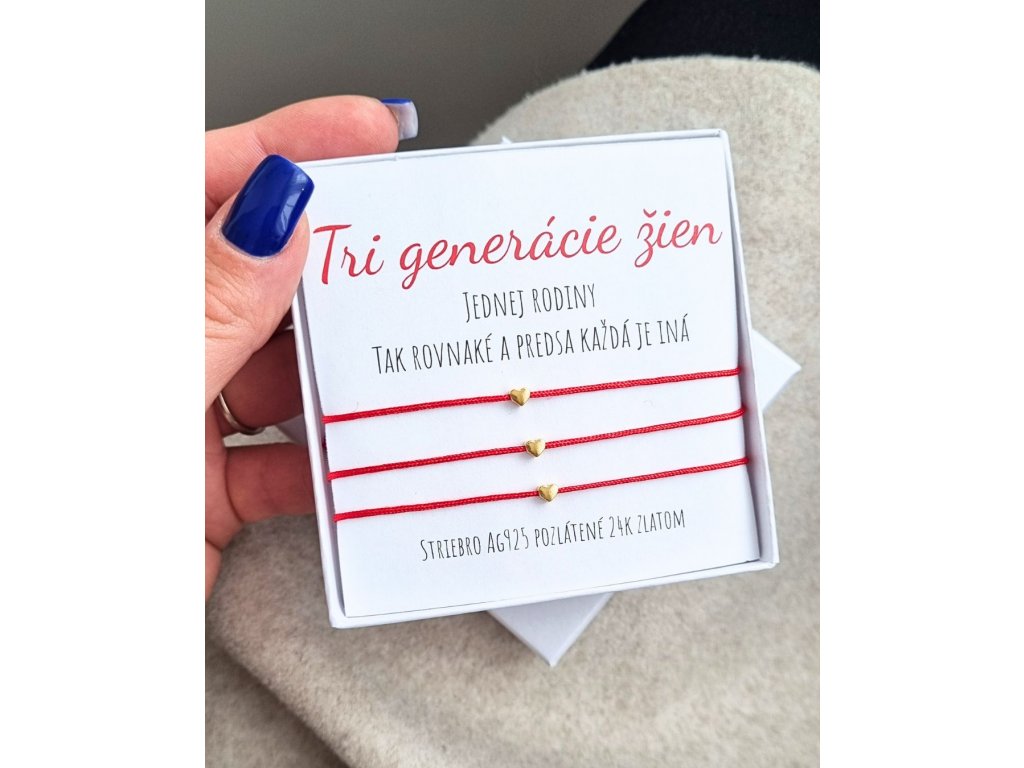 Tri generácie žien
JEDNEJ RODINY
TAK ROVNAKÉ A PREDSA KAŽDÁ JE INÁ
STRIEBRO AG925 POZLÁTENÉ 24K ZLATOM